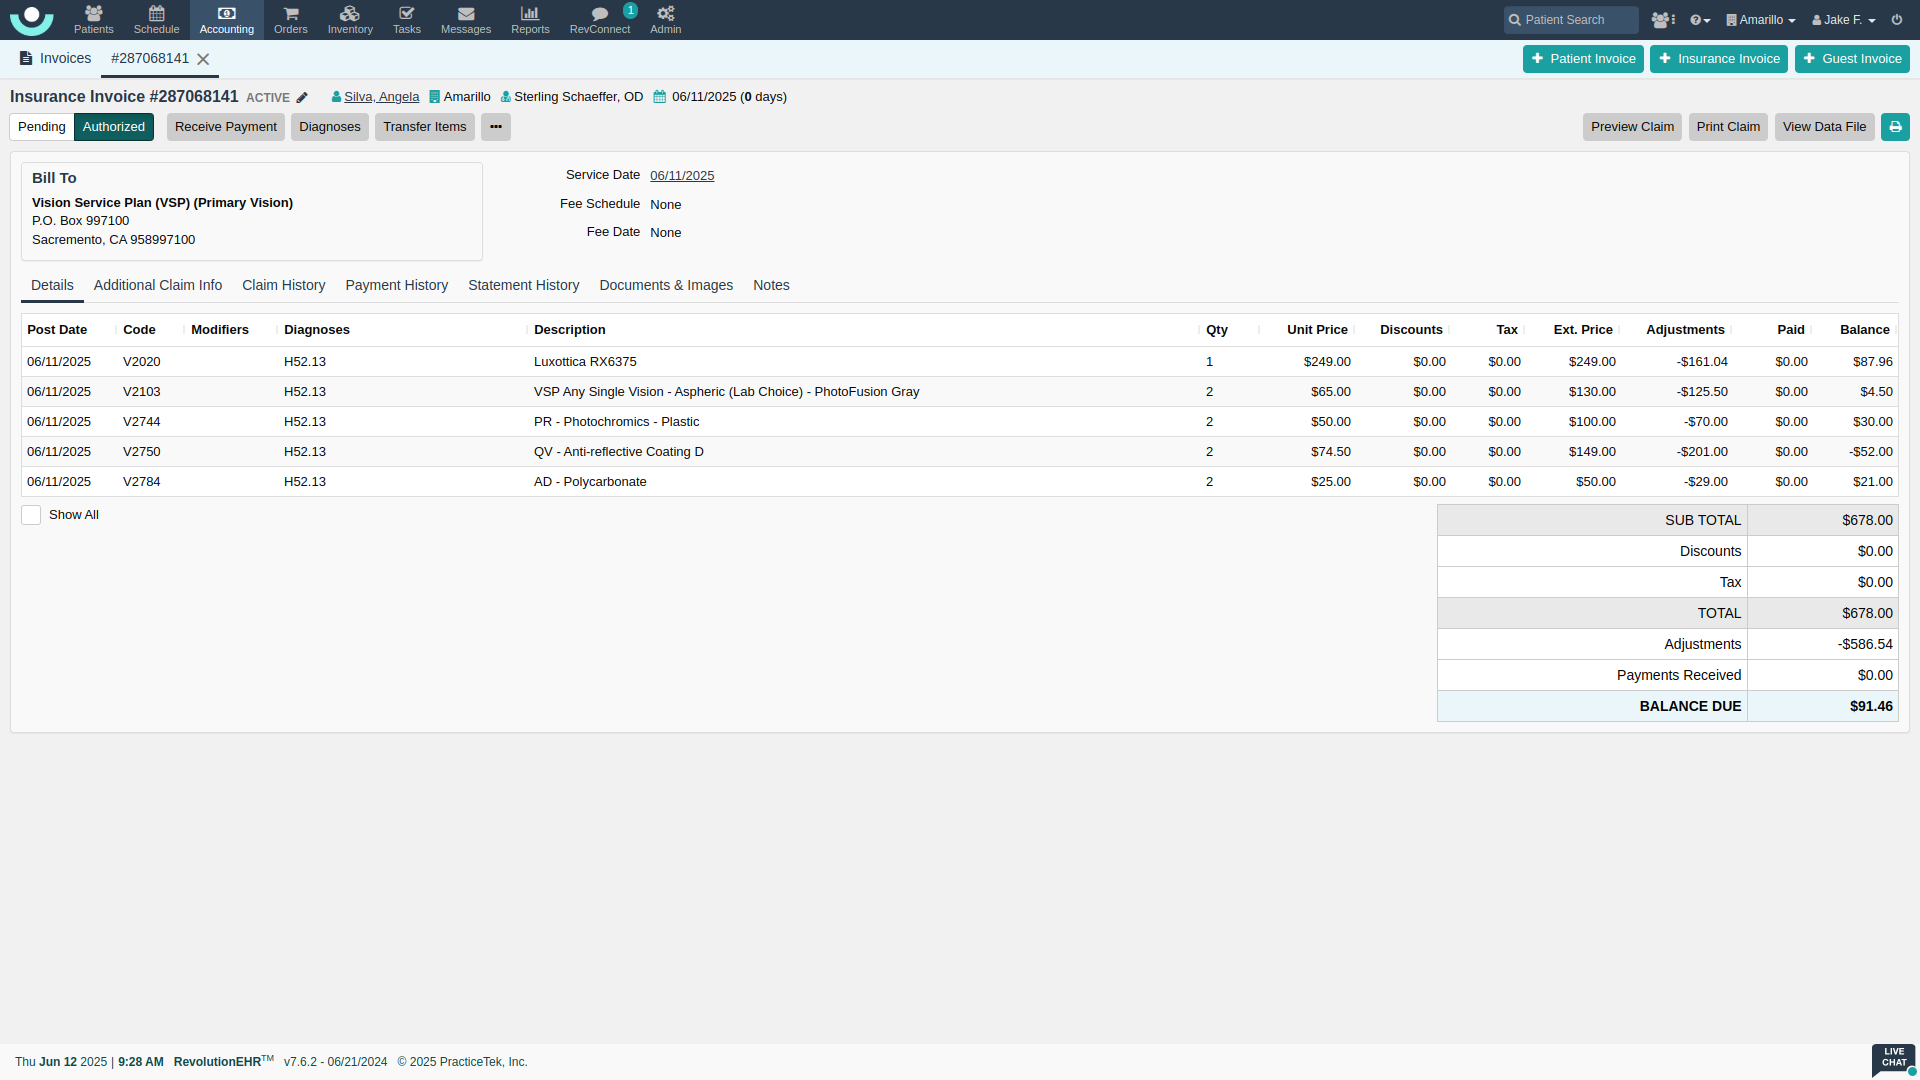 Patients Schedule Accounting Orders Inventory Tasks Messages Reports RevConnect 1 Admin Patient Search Amarillo Jake F.
Invoices #287068141 Patient Invoice Insurance Invoice Guest Invoice
Insurance Invoice #287068141 ACTIVE Silva, Angela Amarillo Sterling Schaeffer, OD 06/11/2025 (0 days)
Pending Authorized Receive Payment Diagnoses Transfer Items ••• Preview Claim Print Claim View Data File
Bill To
Vision Service Plan (VSP) (Primary Vision)
P.O. Box 997100
Sacremento, CA 958997100
Service Date 06/11/2025
Fee Schedule None
Fee Date None
Details Additional Claim Info Claim History Payment History Statement History Documents & Images Notes
Post Date Code Modifiers Diagnoses Description Qty Unit Price Discounts Tax Ext. Price Adjustments Paid Balance
06/11/2025 V2020 H52.13 Luxottica RX6375 1 $249.00 $0.00 $0.00 $249.00 -$161.04 $0.00 $87.96
06/11/2025 V2103 H52.13 VSP Any Single Vision - Aspheric (Lab Choice) - PhotoFusion Gray 2 $65.00 $0.00 $0.00 $130.00 -$125.50 $0.00 $4.50
06/11/2025 V2744 H52.13 PR - Photochromics - Plastic 2 $50.00 $0.00 $0.00 $100.00 -$70.00 $0.00 $30.00
06/11/2025 V2750 H52.13 QV - Anti-reflective Coating D 2 $74.50 $0.00 $0.00 $149.00 -$201.00 $0.00 -$52.00
06/11/2025 V2784 H52.13 AD - Polycarbonate 2 $25.00 $0.00 $0.00 $50.00 -$29.00 $0.00 $21.00
Show All
SUB TOTAL $678.00
Discounts $0.00
Tax $0.00
TOTAL $678.00
Adjustments -$586.54
Payments Received $0.00
BALANCE DUE $91.46
Thu Jun 12 2025 | 9:28 AM RevolutionEHR™ v7.6.2 - 06/21/2024 © 2025 PracticeTek, Inc.
LIVE
CHAT